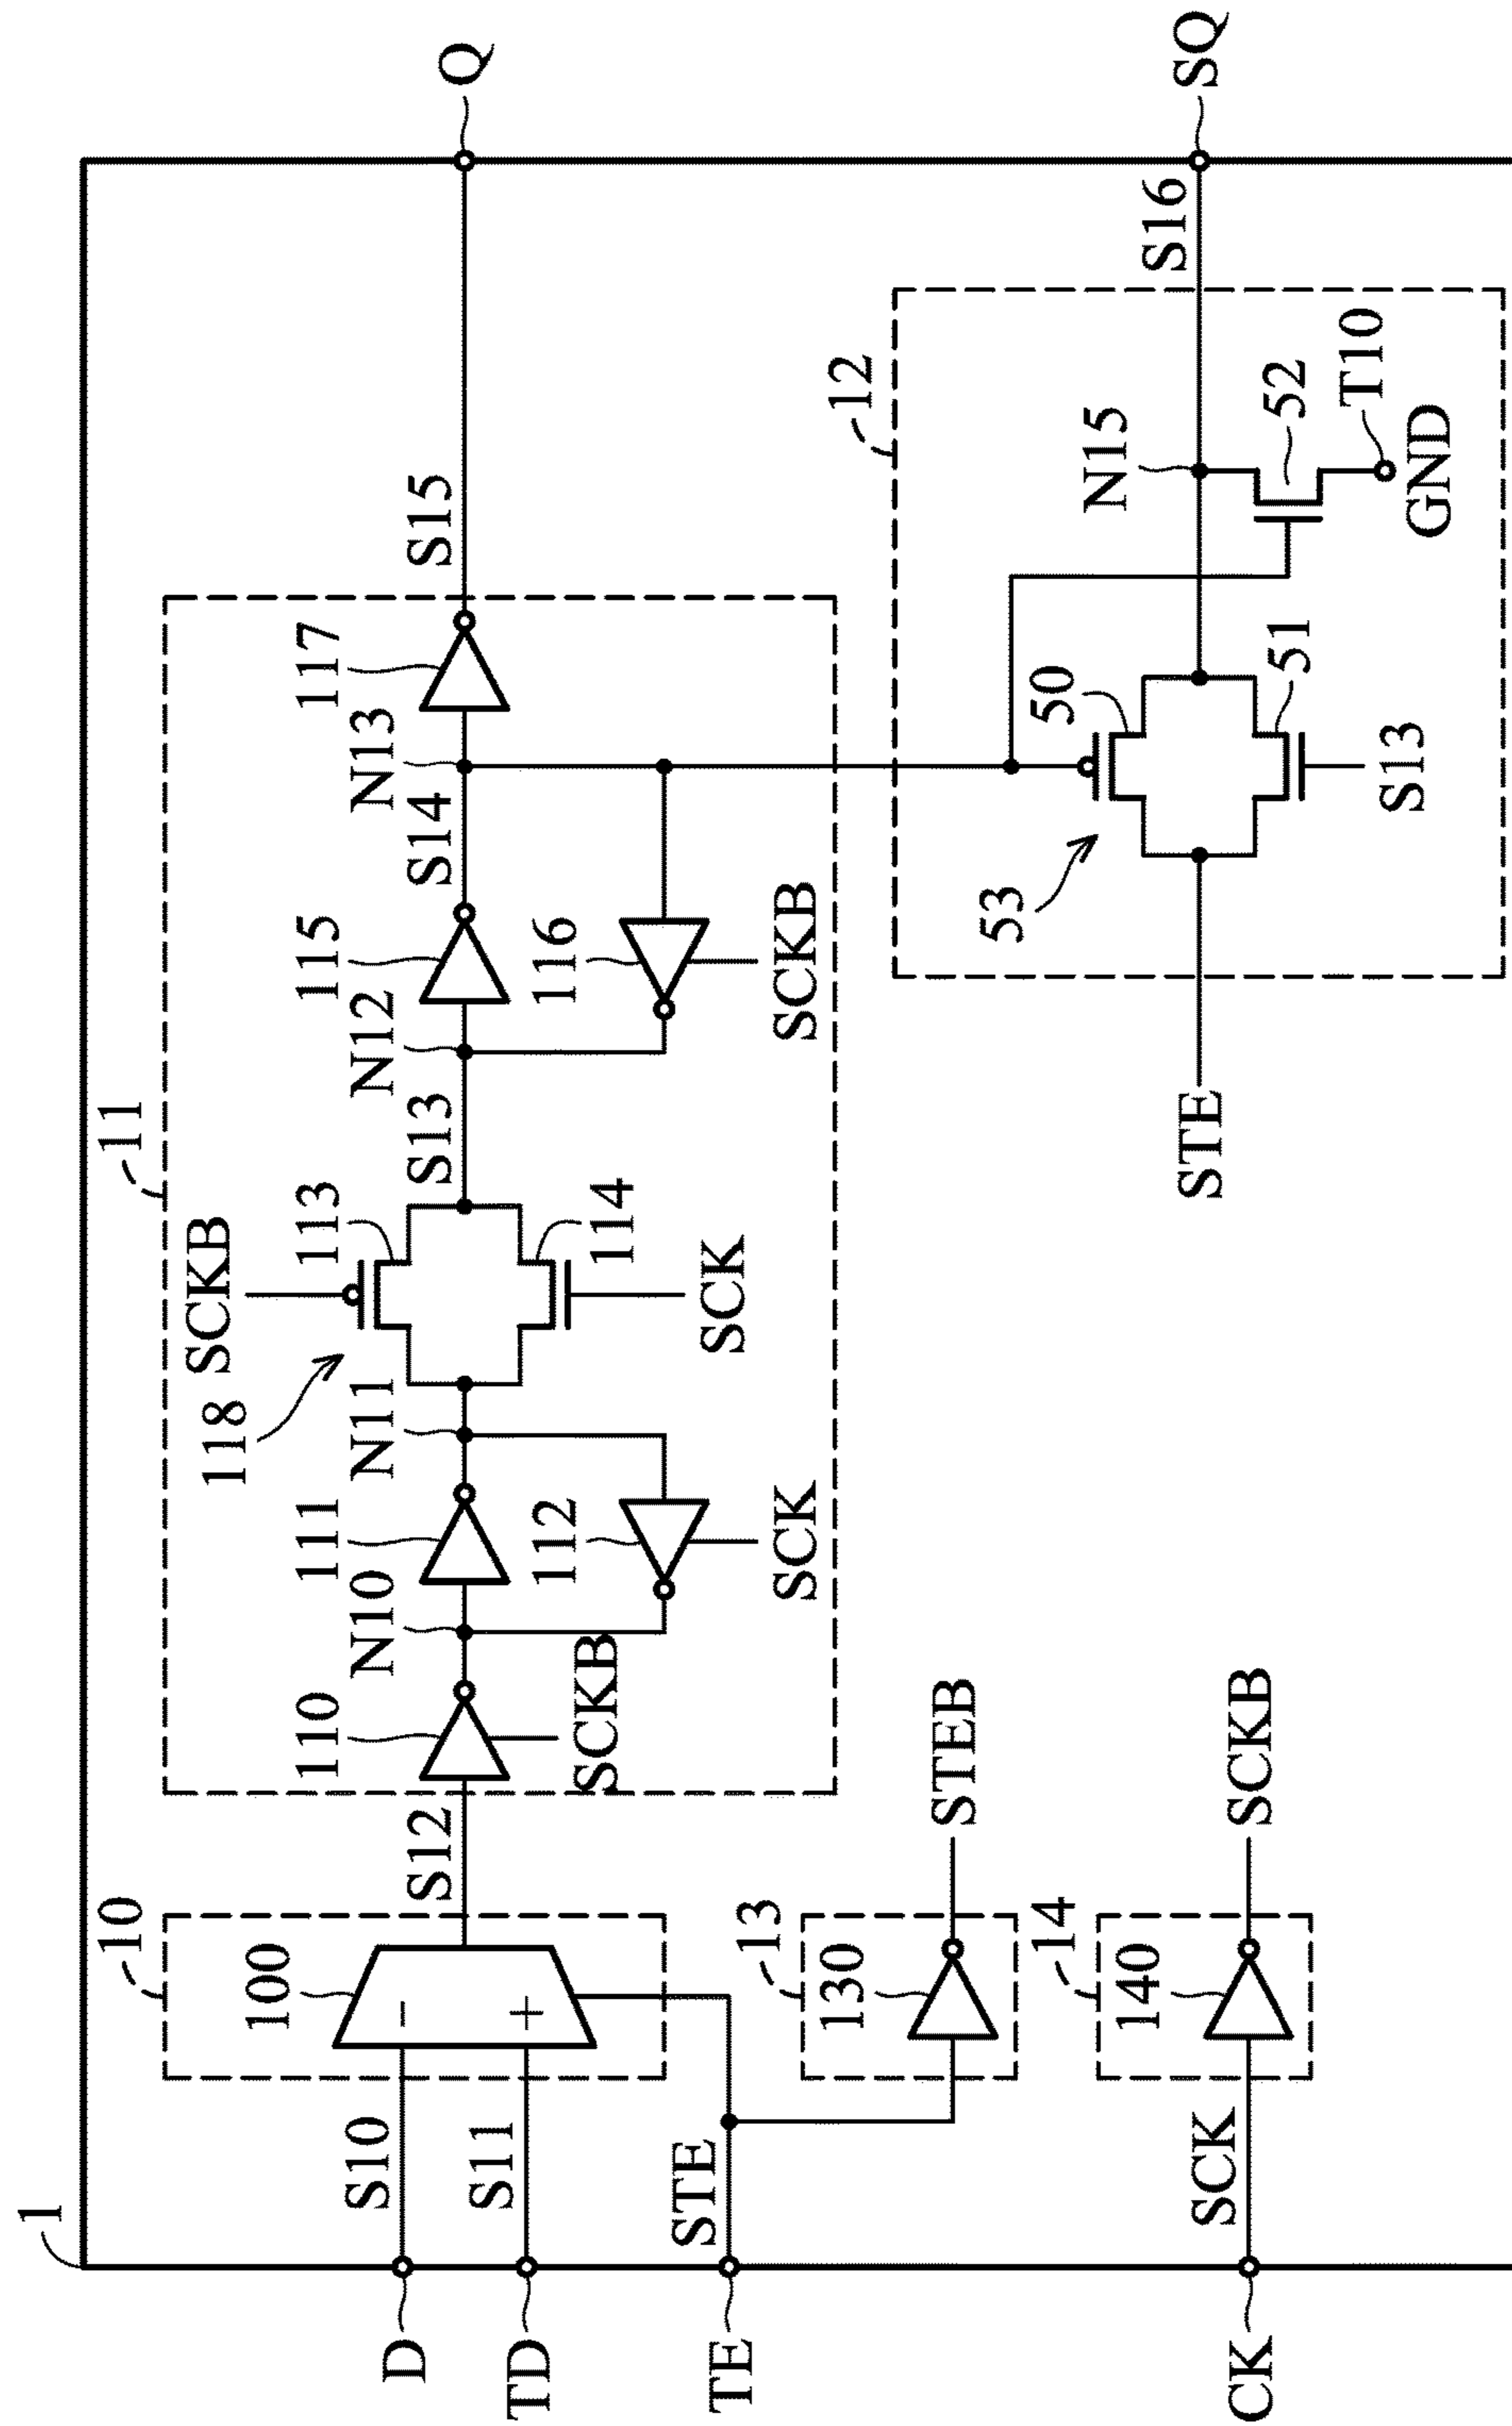 1
D
TD
TE
CK
S10
S11
STE
SCK
10
100
13
130
14
140
STEB
SCKB
S12
11
110
SCKB
N10
111
112
SCK
N11
118
SCKB
113
114
SCK
S13
N12
115
116
SCKB
S14
N13
117
S15
Q
12
STE
53
50
51
S13
N15
52
T10
GND
S16
SQ